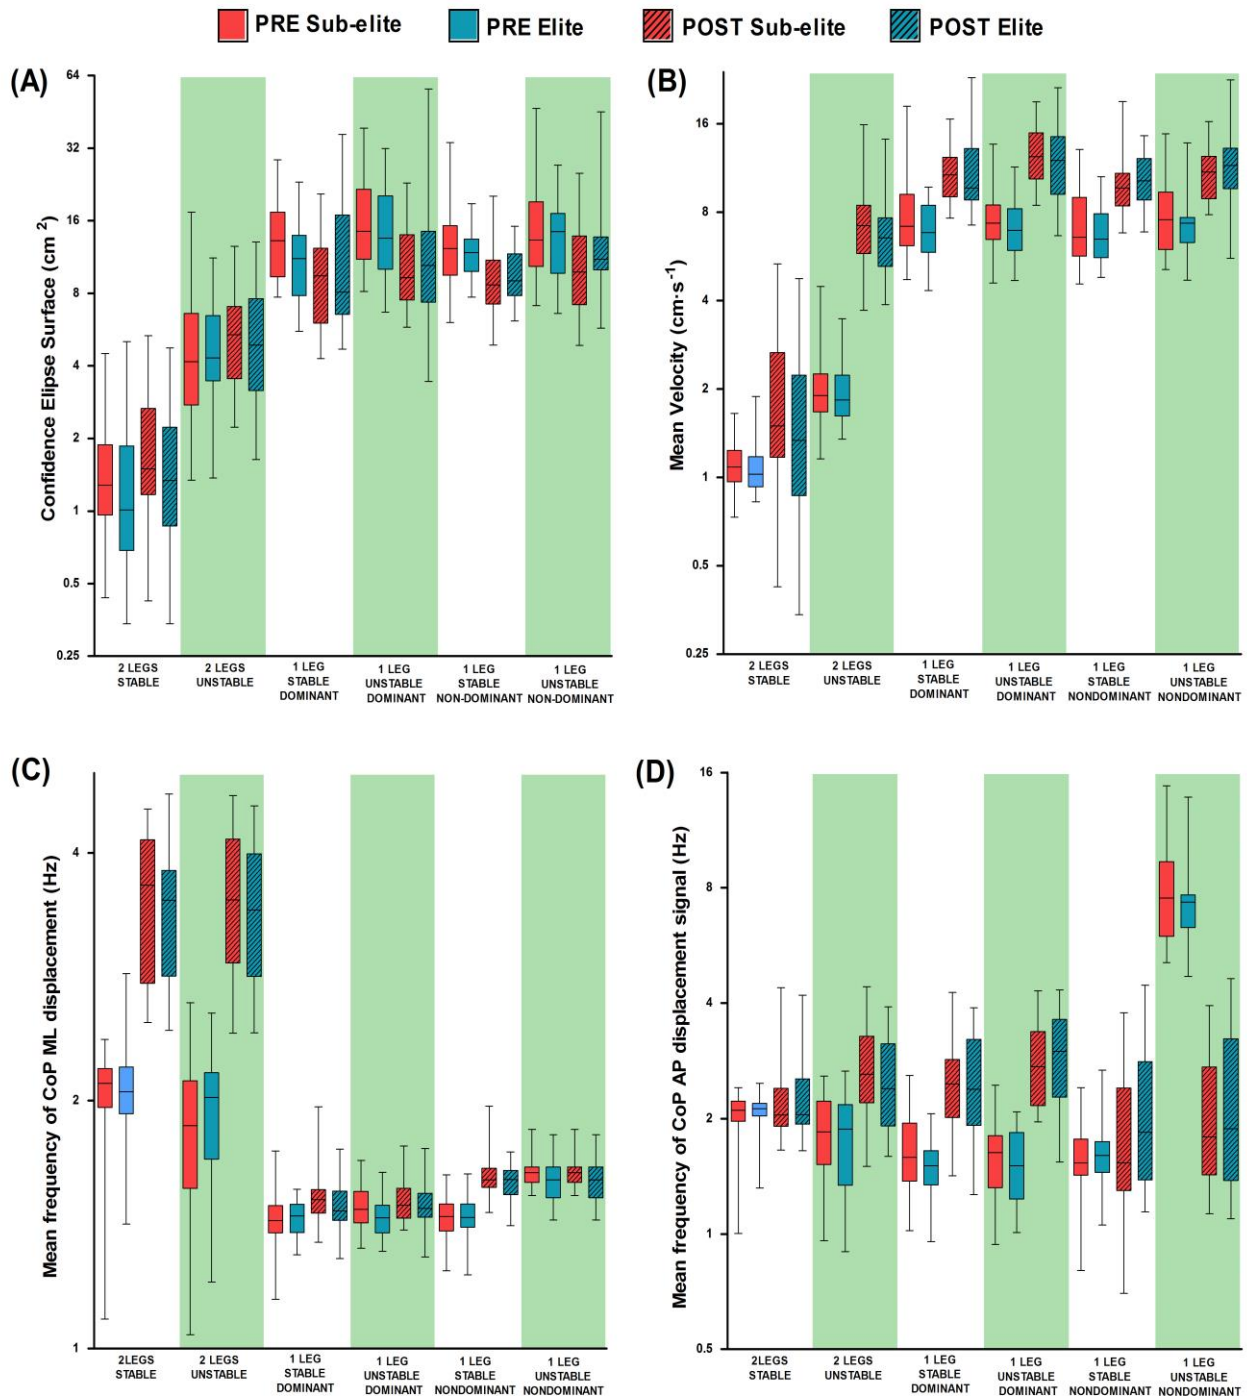 PRE Sub-elite PRE Elite POST Sub-elite POST Elite
(A)
Confidence Elipse Surface (cm²)
64
32
16
8
4
2
1
0.5
0.25
2 LEGS STABLE
2 LEGS UNSTABLE
1 LEG STABLE DOMINANT
1 LEG UNSTABLE DOMINANT
1 LEG STABLE NON-DOMINANT
1 LEG UNSTABLE NON-DOMINANT
(B)
Mean Velocity (cm·s⁻¹)
16
8
4
2
1
0.5
0.25
2 LEGS STABLE
2 LEGS UNSTABLE
1 LEG STABLE DOMINANT
1 LEG UNSTABLE DOMINANT
1 LEG STABLE NONDOMINANT
1 LEG UNSTABLE NONDOMINANT
(C)
Mean frequency of CoP ML displacement (Hz)
4
2
1
2LEGS STABLE
2 LEGS UNSTABLE
1 LEG STABLE DOMINANT
1 LEG UNSTABLE DOMINANT
1 LEG STABLE NONDOMINANT
1 LEG UNSTABLE NONDOMINANT
(D)
Mean frequency of CoP AP displacement signal (Hz)
16
8
4
2
1
0.5
2LEGS STABLE
2 LEGS UNSTABLE
1 LEG STABLE DOMINANT
1 LEG UNSTABLE DOMINANT
1 LEG STABLE NONDOMINANT
1 LEG UNSTABLE NONDOMINANT